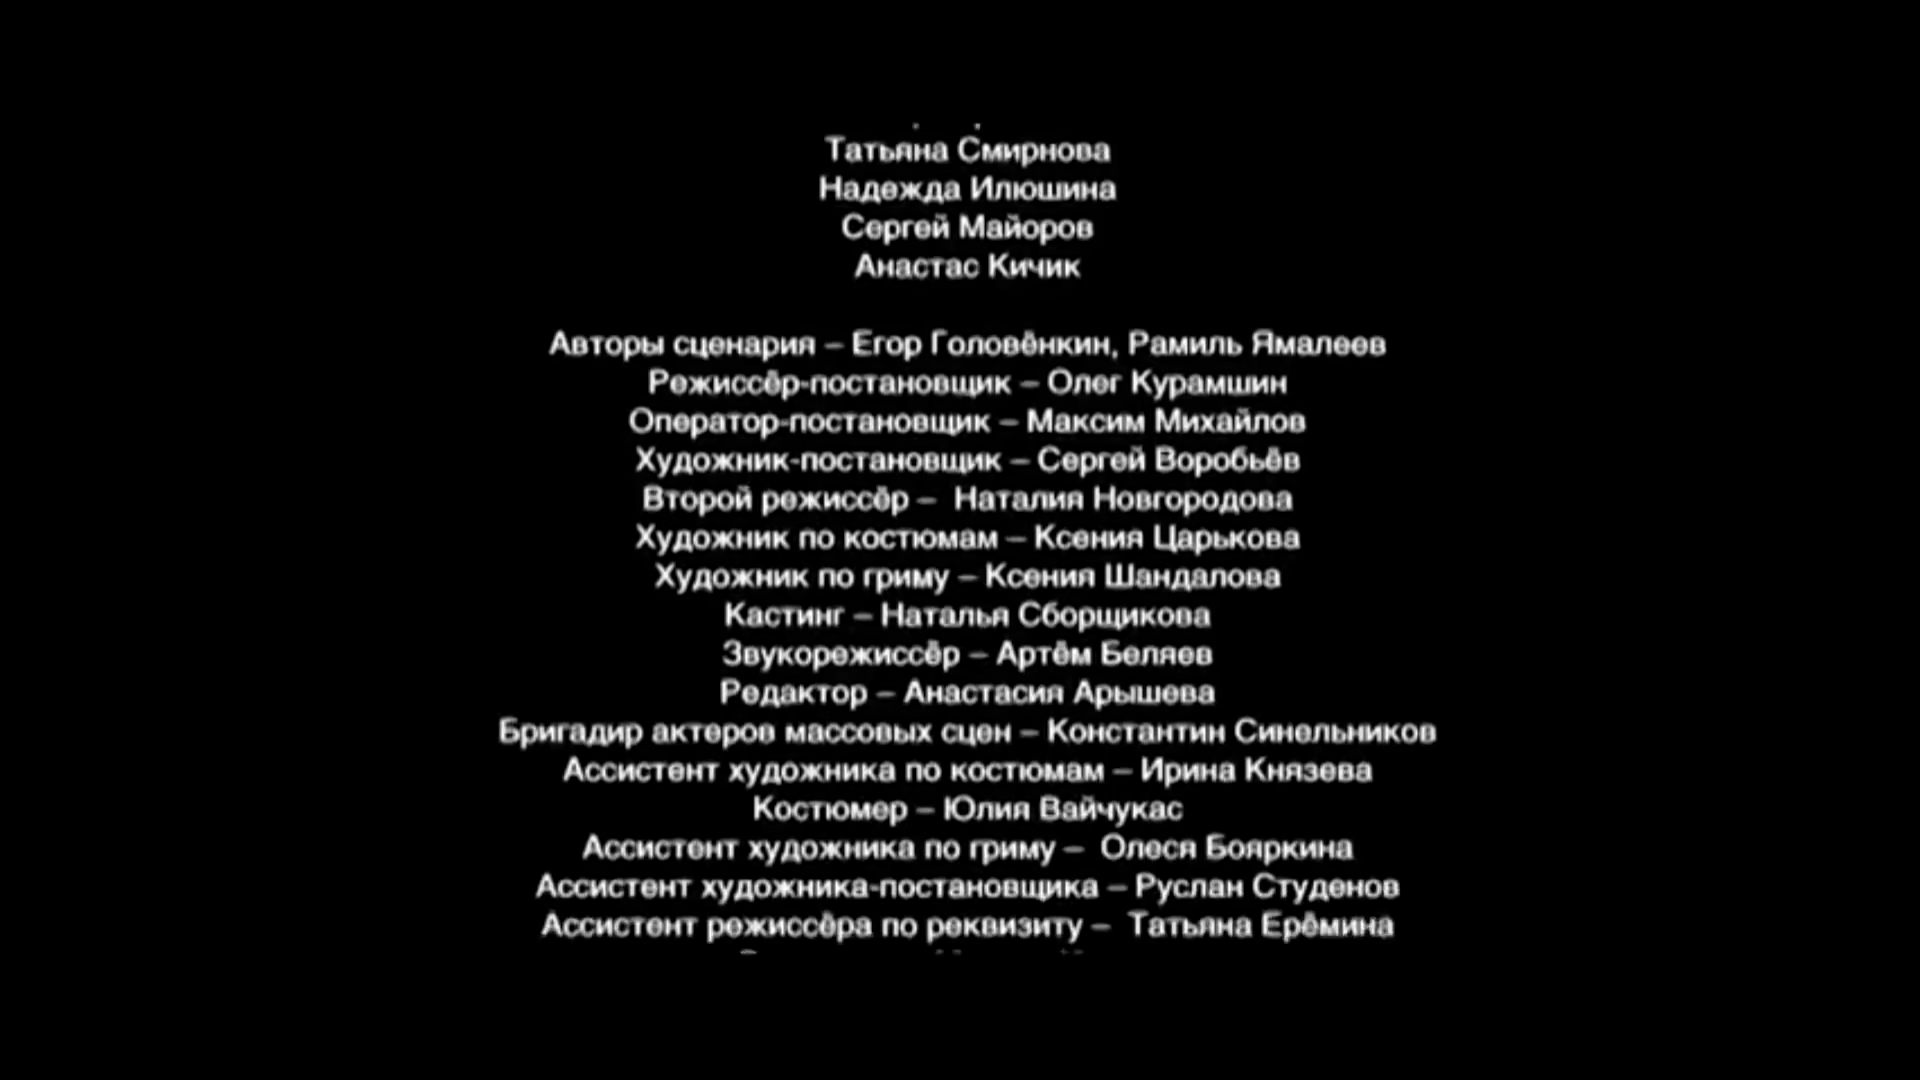 Татьяна Смирнова
Надежда Илюшина
Сергей Майоров
Анастас Кичик
Авторы сценария – Егор Головёнкин, Рамиль Ямалеев
Режиссёр-постановщик – Олег Курамшин
Оператор-постановщик – Максим Михайлов
Художник-постановщик – Сергей Воробьёв
Второй режиссёр – Наталия Новгородова
Художник по костюмам – Ксения Царькова
Художник по гриму – Ксения Шандалова
Кастинг – Наталья Сборщикова
Звукорежиссёр – Артём Беляев
Редактор – Анастасия Арышева
Бригадир актеров массовых сцен – Константин Синельников
Ассистент художника по костюмам – Ирина Князева
Костюмер – Юлия Вайчукас
Ассистент художника по гриму – Олеся Бояркина
Ассистент художника-постановщика – Руслан Студенов
Ассистент режиссёра по реквизиту – Татьяна Ерёмина